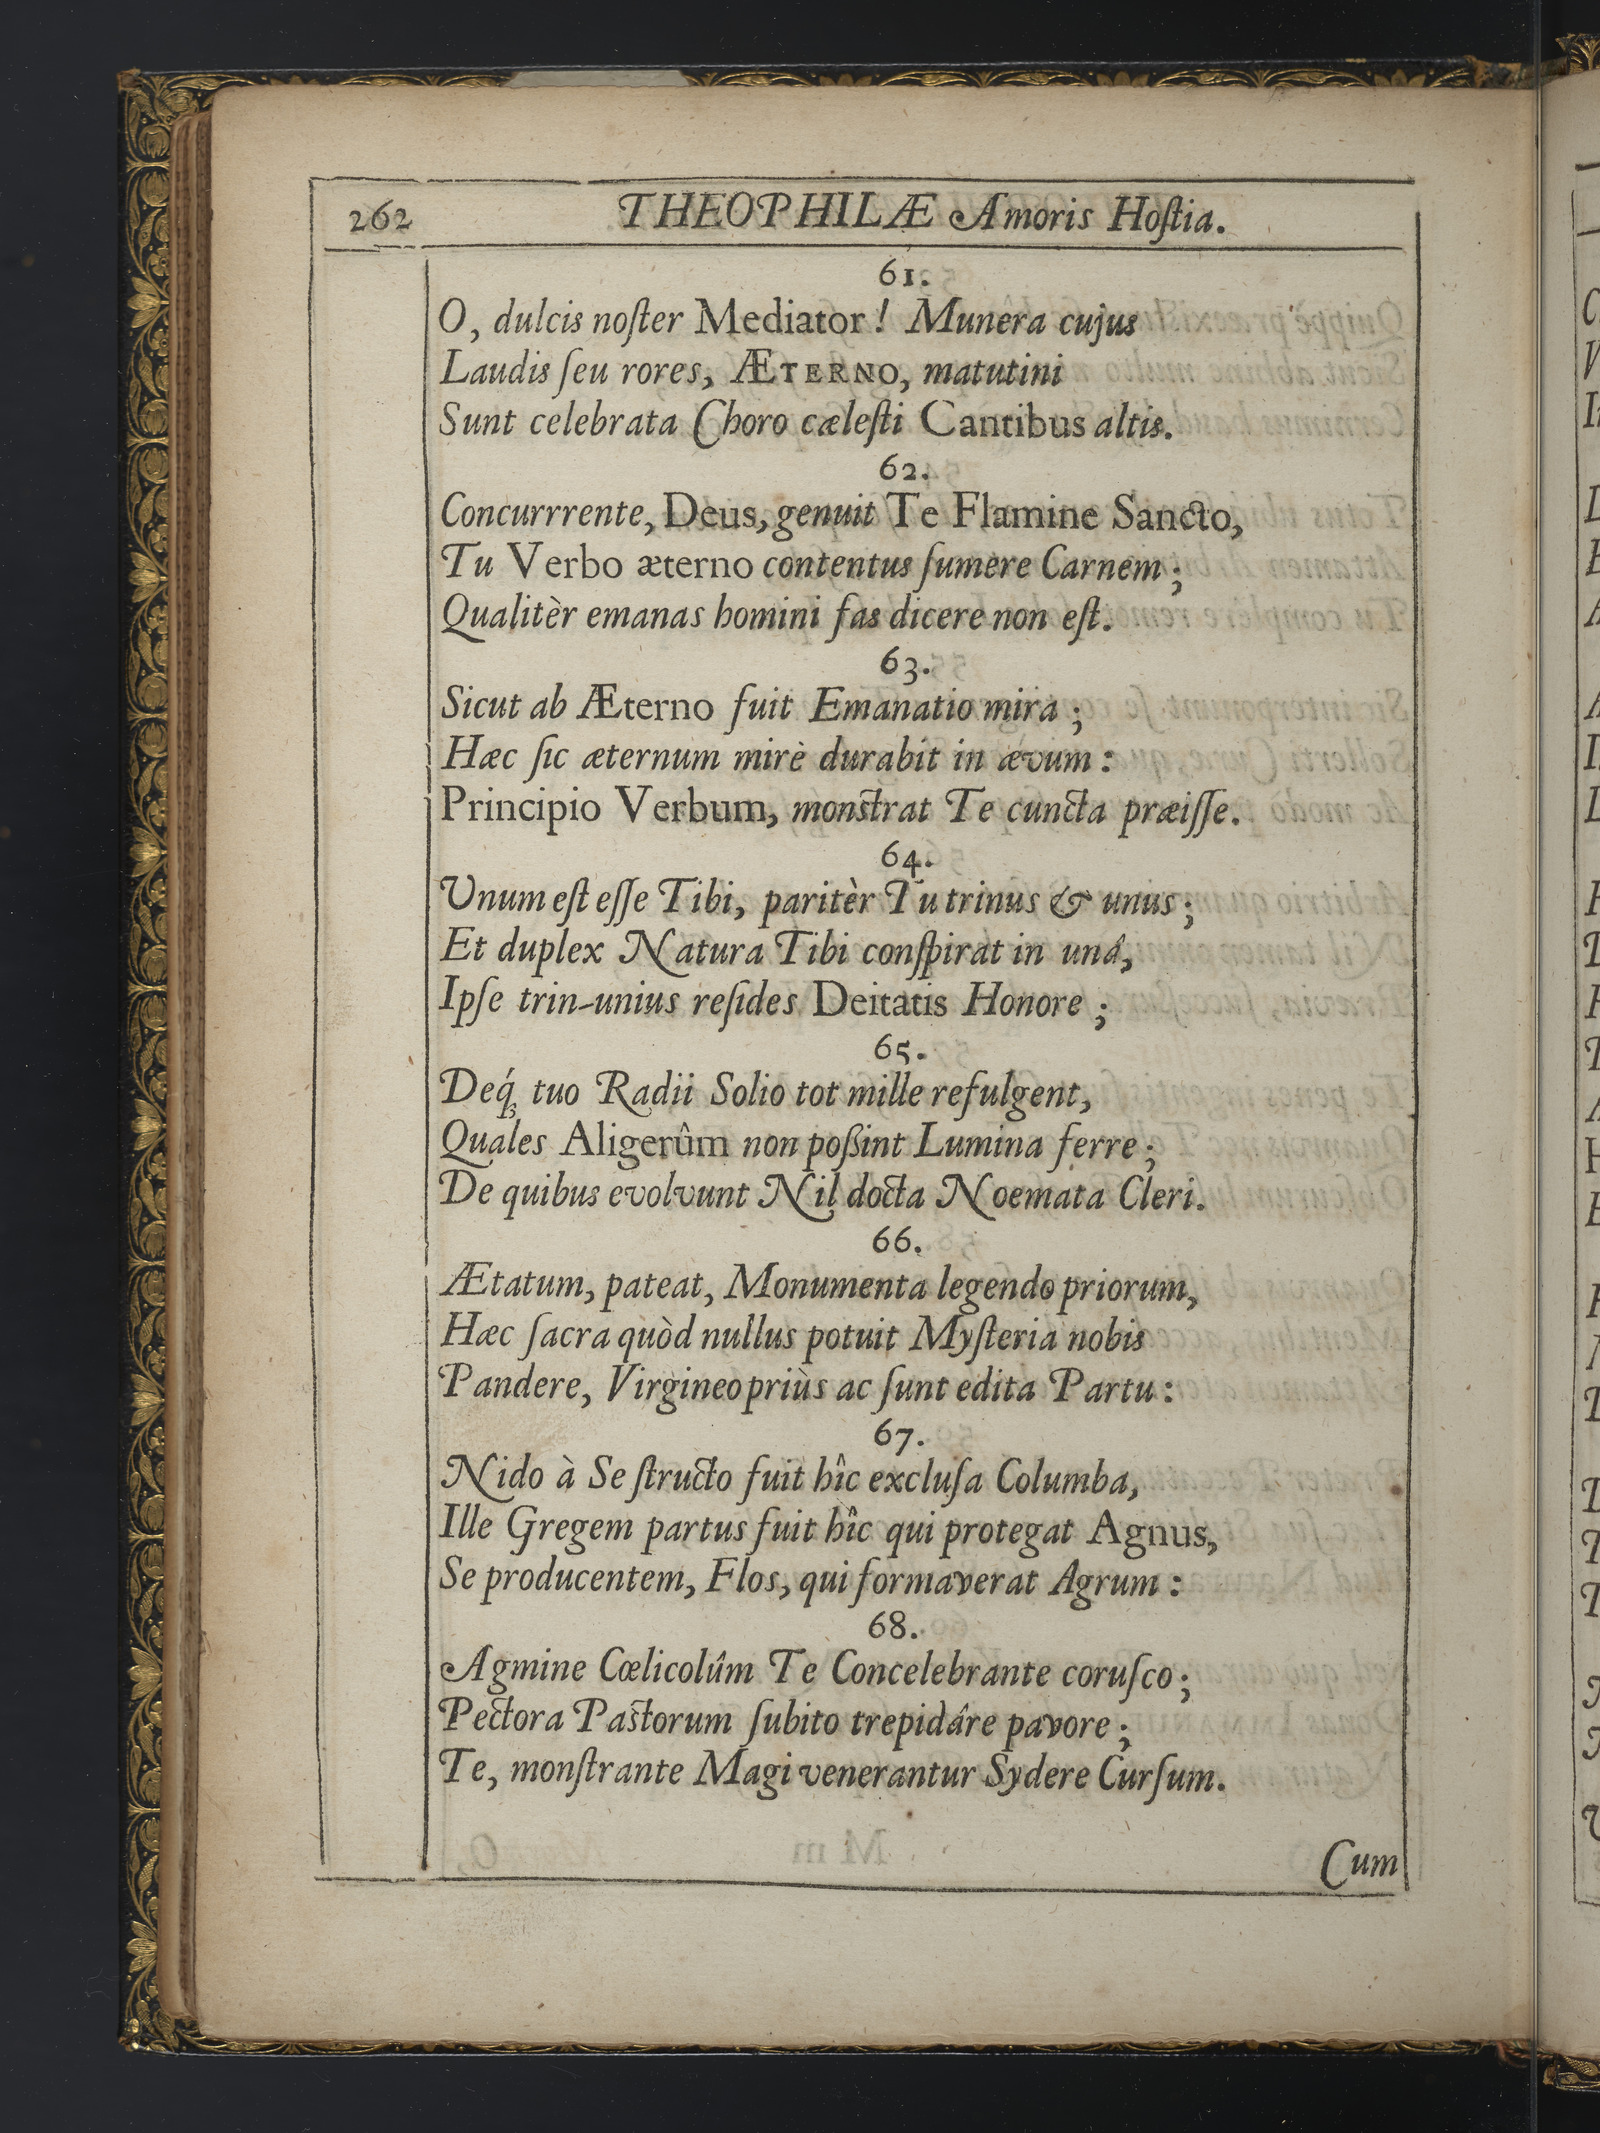 262 THEOPHILÆ Amoris Hoſtia.
61.
O, dulcis noſter Mediator! Munera cujus
Laudis ſeu rores, ÆTERNO, matutini
Sunt celebrata Choro cæleſti Cantibus altis.
62.
Concurrrente, Deus, genuit Te Flamine Sancto,
Tu Verbo æterno contentus ſumere Carnem;
Qualitèr emanas homini fas dicere non eſt.
63.
Sicut ab Æterno fuit Emanatio mira;
Hæc ſic æternum mirè durabit in ævum:
Principio Verbum, monstrat Te cuncta præiſſe.
64.
Unum eſt eſſe Tibi, paritèr Tu trinus & unus;
Et duplex Natura Tibi conſpirat in unâ,
Ipſe trin-unius reſides Deitatis Honore;
65.
Deq́ꝫ tuo Radii Solio tot mille refulgent,
Quales Aligerûm non poßint Lumina ferre;
De quibus evolvunt Nil docta Noemata Cleri.
66.
Ætatum, pateat, Monumenta legendo priorum,
Hæc ſacra quòd nullus potuit Myſteria nobis
Pandere, Virgineo priùs ac ſunt edita Partu:
67.
Nido à Se ſtructo fuit hîc excluſa Columba,
Ille Gregem partus fuit hîc qui protegat Agnus,
Se producentem, Flos, qui formaverat Agrum:
68.
Agmine Cœlicolûm Te Concelebrante coruſco;
Pectora Pastorum ſubito trepidâre pavore;
Te, monſtrante Magi venerantur Sydere Curſum.
Cum